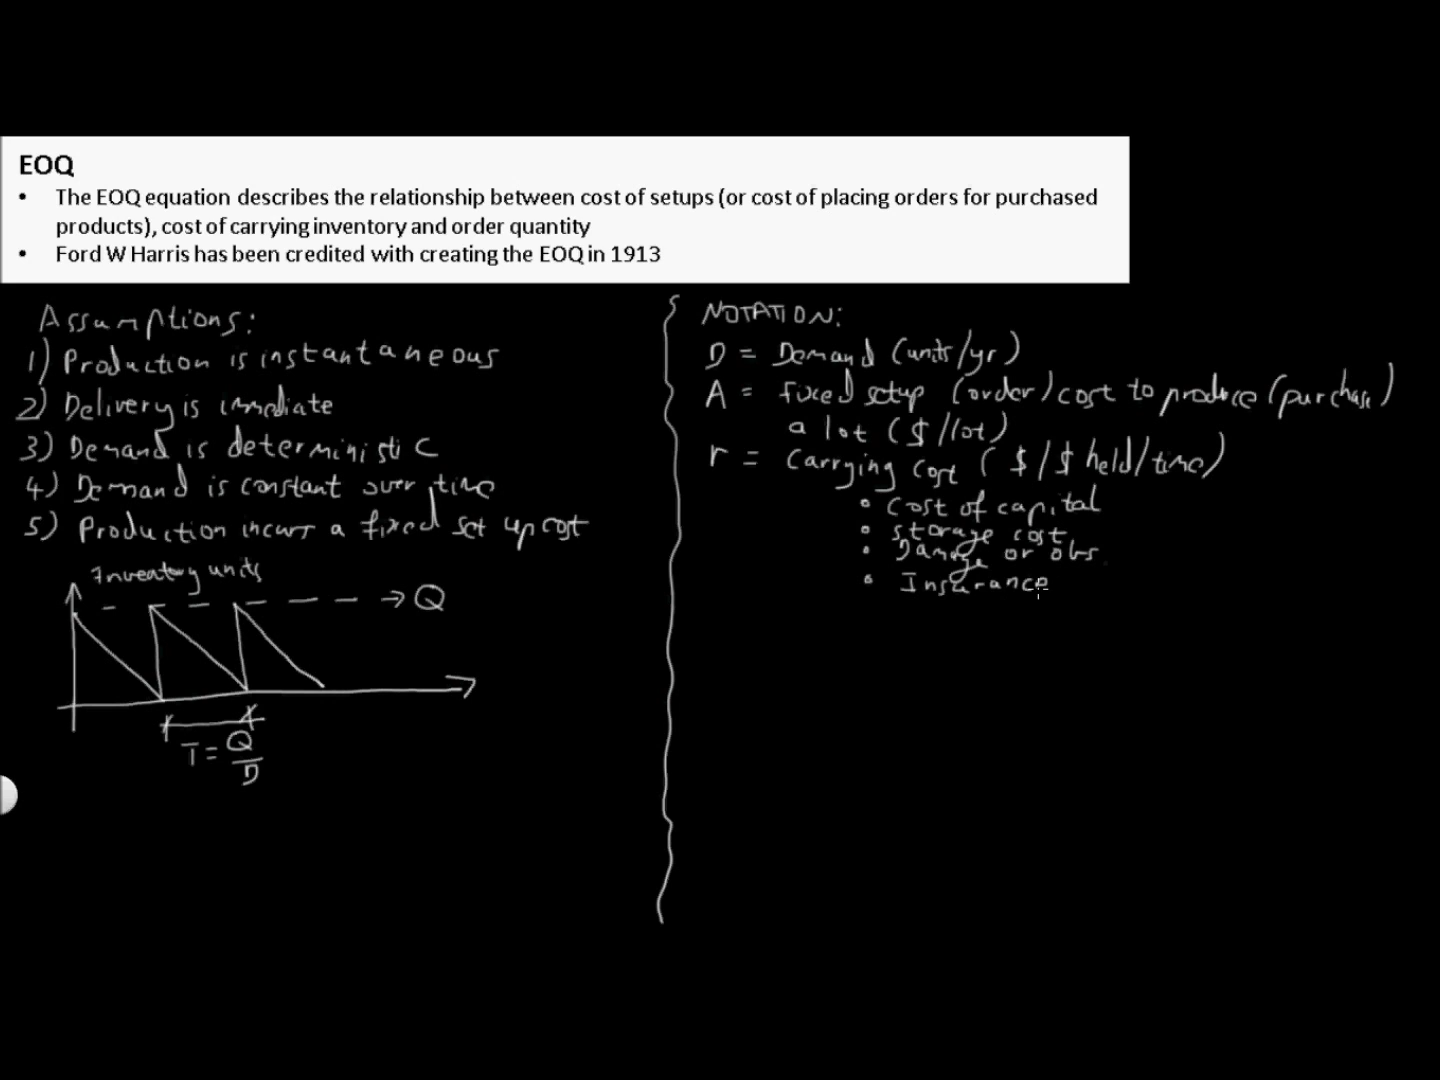 EOQ
• The EOQ equation describes the relationship between cost of setups (or cost of placing orders for purchased
products), cost of carrying inventory and order quantity
• Ford W Harris has been credited with creating the EOQ in 1913
Assumptions:
1) Production is instantaneous
2) Delivery is immediate
3) Demand is deterministic
4) Demand is constant over time
5) Production incurs a fixed set up cost
Inventory units
→ Q
T = Q/D
NOTATION:
D = Demand (units/yr)
A = fixed setup (order) cost to produce (purchase)
a lot ($/lot)
r = Carrying cost ($/$ held/time)
• Cost of capital
• Storage cost
• Damage or obs.
• Insurance